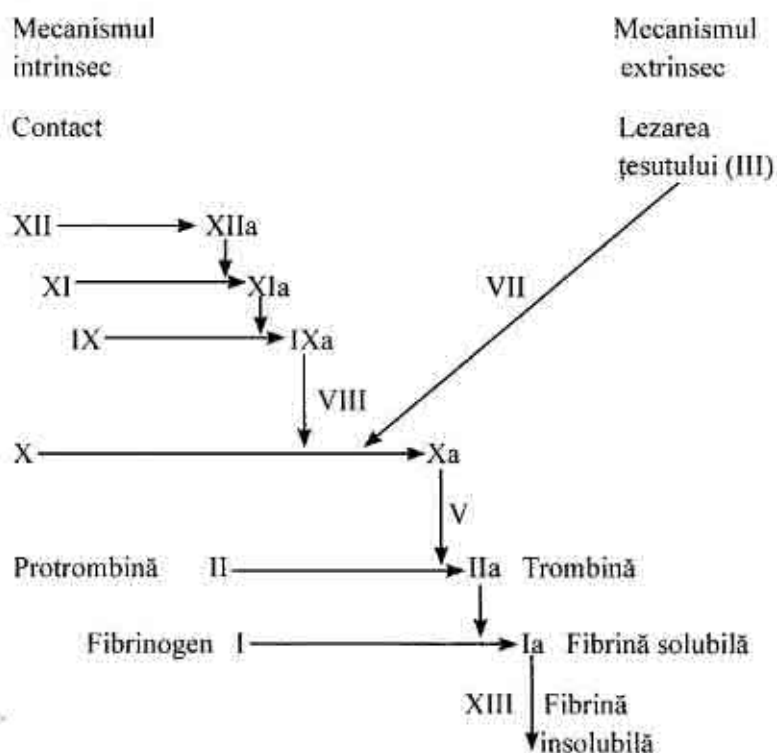 Mecanismul
intrinsec
Mecanismul
extrinsec
Contact
Lezarea
țesutului (III)
XII XIIa
XI XIa
VII
IX IXa
VIII
X Xa
V
Protrombină II IIa Trombină
Fibrinogen I Ia Fibrină solubilă
XIII Fibrină
insolubilă